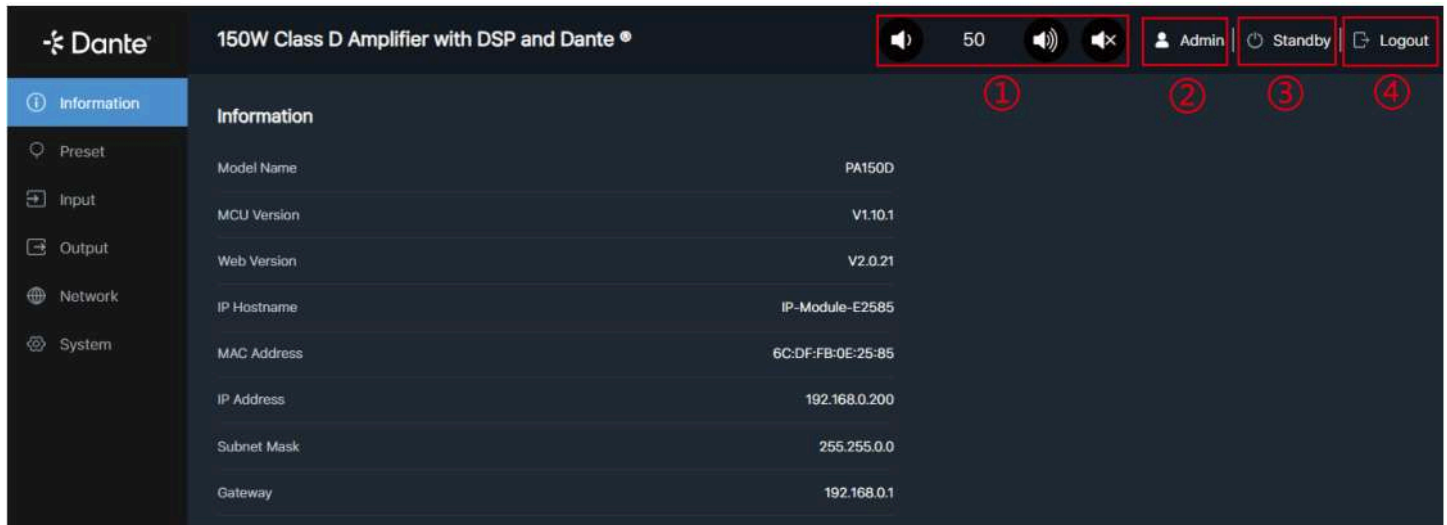 Dante®
150W Class D Amplifier with DSP and Dante ®
50
Admin
Standby
Logout
①
②
③
④
Information
Preset
Input
Output
Network
System
Information
Model Name PA150D
MCU Version V1.10.1
Web Version V2.0.21
IP Hostname IP-Module-E2585
MAC Address 6C:DF:FB:0E:25:85
IP Address 192.168.0.200
Subnet Mask 255.255.0.0
Gateway 192.168.0.1